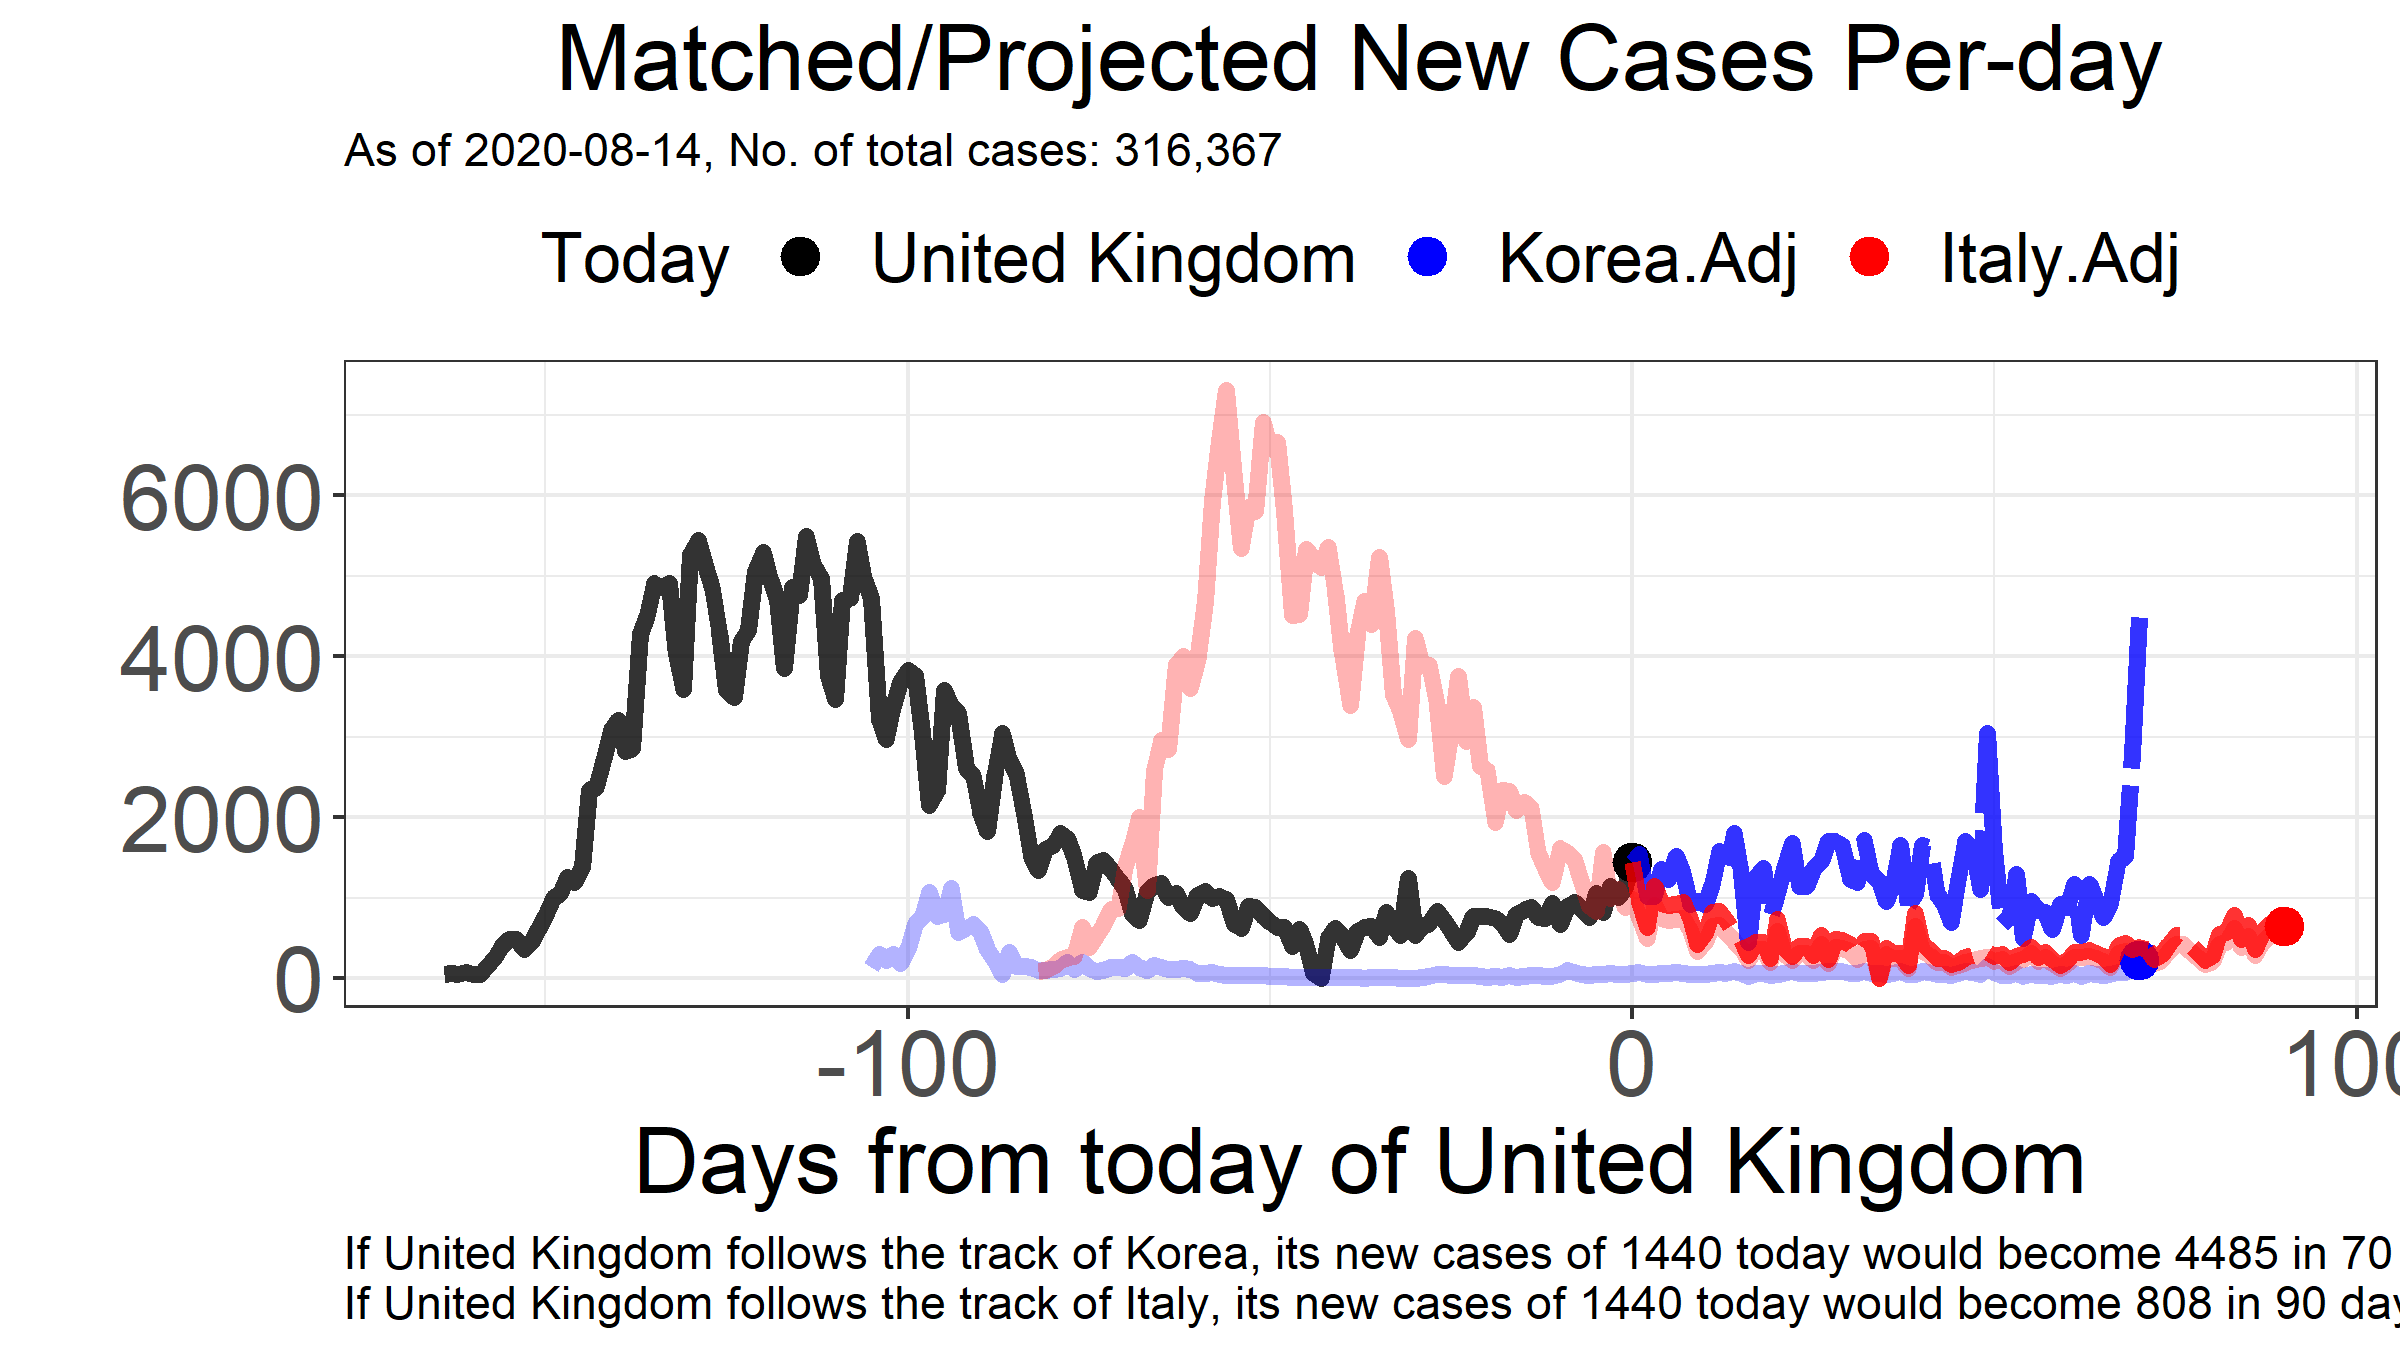 Matched/Projected New Cases Per-day
As of 2020-08-14, No. of total cases: 316,367
Today United Kingdom Korea.Adj Italy.Adj
6000
4000
2000
0
-100 0 100
Days from today of United Kingdom
If United Kingdom follows the track of Korea, its new cases of 1440 today would become 4485 in 70
If United Kingdom follows the track of Italy, its new cases of 1440 today would become 808 in 90